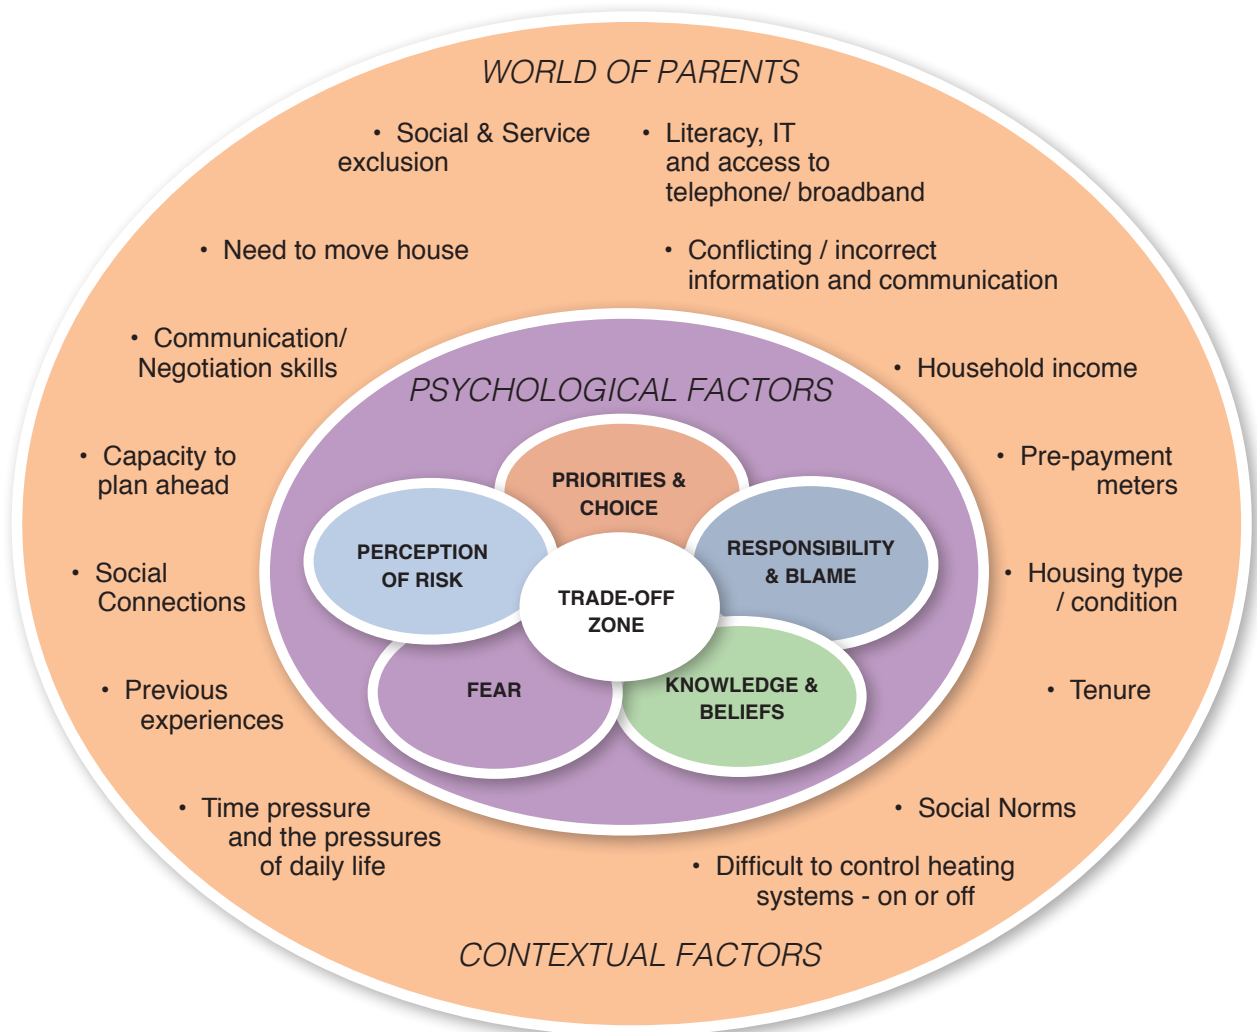 WORLD OF PARENTS
• Social & Service
exclusion
• Literacy, IT
and access to
telephone/ broadband
• Need to move house
• Conflicting / incorrect
information and communication
• Communication/
Negotiation skills
• Household income
PSYCHOLOGICAL FACTORS
• Capacity to
plan ahead
• Pre-payment
meters
PRIORITIES &
CHOICE
PERCEPTION
OF RISK
RESPONSIBILITY
& BLAME
TRADE-OFF
ZONE
• Social
Connections
• Housing type
/ condition
FEAR
KNOWLEDGE &
BELIEFS
• Previous
experiences
• Tenure
• Time pressure
and the pressures
of daily life
• Social Norms
• Difficult to control heating
systems - on or off
CONTEXTUAL FACTORS